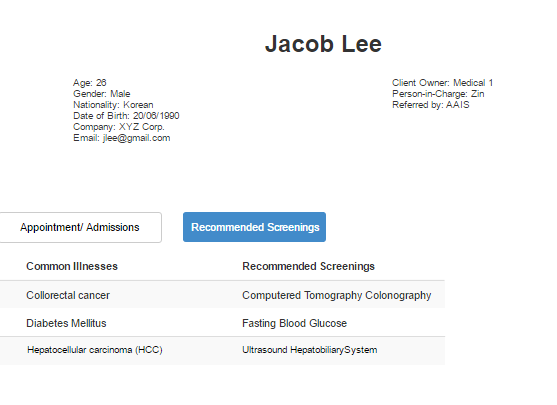 Jacob Lee
Age: 26
Gender: Male
Nationality: Korean
Date of Birth: 20/06/1990
Company: XYZ Corp.
Email: jlee@gmail.com
Client Owner: Medical 1
Person-in-Charge: Zin
Referred by: AAIS
Appointment/ Admissions
Recommended Screenings
Common Illnesses Recommended Screenings
Collorectal cancer Computered Tomography Colonography
Diabetes Mellitus Fasting Blood Glucose
Hepatocellular carcinoma (HCC) Ultrasound HepatobiliarySystem